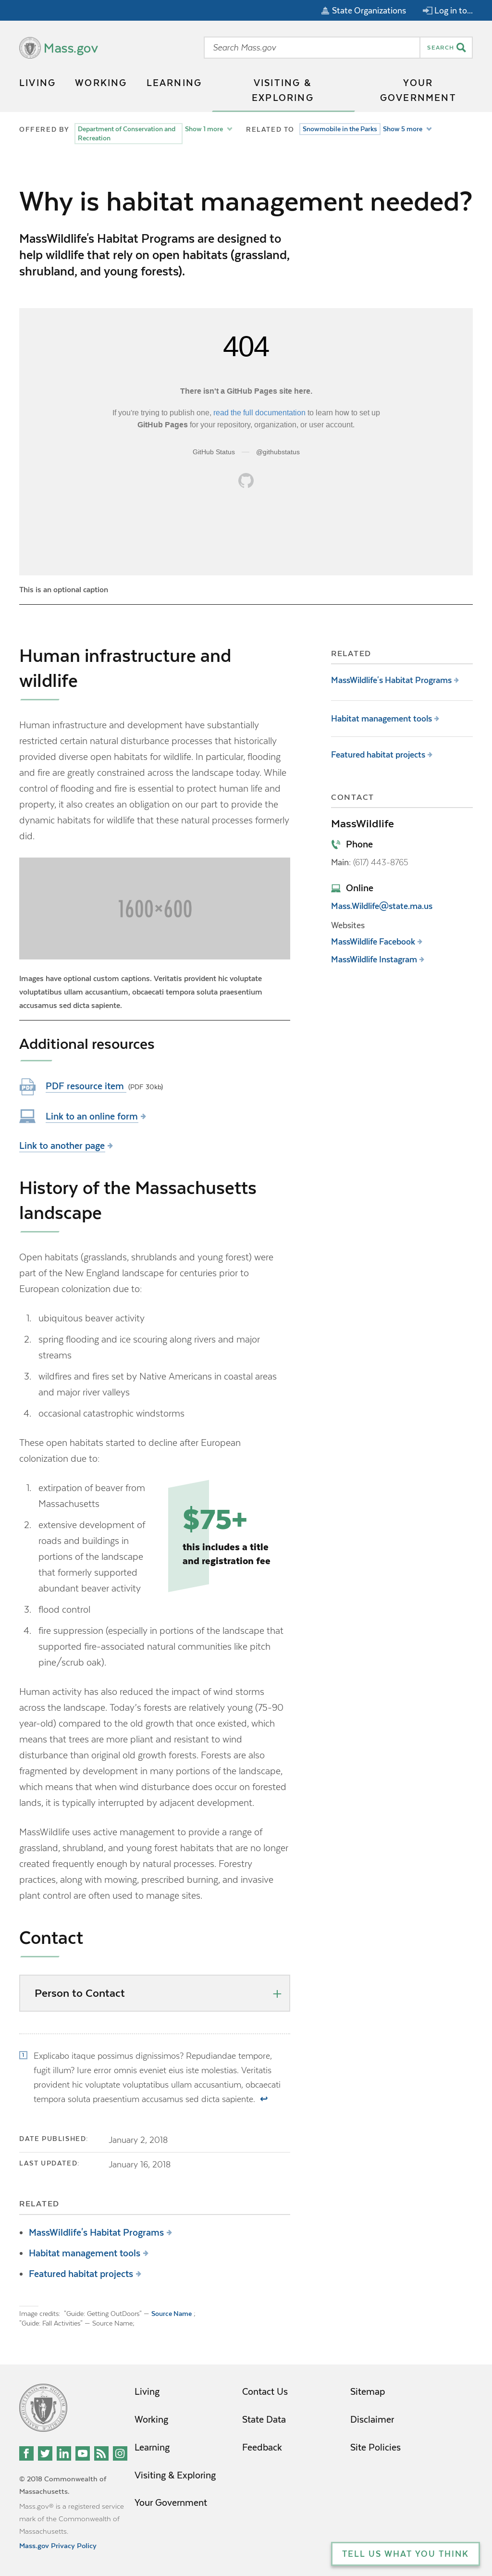 State Organizations
Log in to...
Mass.gov
Search Mass.gov
SEARCH
LIVING
WORKING
LEARNING
VISITING &
EXPLORING
YOUR
GOVERNMENT
OFFERED BY
Department of Conservation and
Recreation
Show 1 more
RELATED TO
Snowmobile in the Parks
Show 5 more
Why is habitat management needed?
MassWildlife's Habitat Programs are designed to
help wildlife that rely on open habitats (grassland,
shrubland, and young forests).
404
There isn't a GitHub Pages site here.
If you're trying to publish one, read the full documentation to learn how to set up
GitHub Pages for your repository, organization, or user account.
GitHub Status — @githubstatus
This is an optional caption
Human infrastructure and
wildlife
Human infrastructure and development have substantially
restricted certain natural disturbance processes that historically
provided diverse open habitats for wildlife. In particular, flooding
and fire are greatly constrained across the landscape today. While
control of flooding and fire is essential to protect human life and
property, it also creates an obligation on our part to provide the
dynamic habitats for wildlife that these natural processes formerly
did.
1600×600
Images have optional custom captions. Veritatis provident hic voluptate
voluptatibus ullam accusantium, obcaecati tempora soluta praesentium
accusamus sed dicta sapiente.
Additional resources
PDF
PDF resource item (PDF 30kb)
Link to an online form
Link to another page
History of the Massachusetts
landscape
Open habitats (grasslands, shrublands and young forest) were
part of the New England landscape for centuries prior to
European colonization due to:
1. ubiquitous beaver activity
2. spring flooding and ice scouring along rivers and major
streams
3. wildfires and fires set by Native Americans in coastal areas
and major river valleys
4. occasional catastrophic windstorms
These open habitats started to decline after European
colonization due to:
1. extirpation of beaver from
Massachusetts
2. extensive development of
roads and buildings in
portions of the landscape
that formerly supported
abundant beaver activity
$75+
this includes a title
and registration fee
3. flood control
4. fire suppression (especially in portions of the landscape that
supported fire-associated natural communities like pitch
pine/scrub oak).
Human activity has also reduced the impact of wind storms
across the landscape. Today's forests are relatively young (75-90
year-old) compared to the old growth that once existed, which
means that trees are more pliant and resistant to wind
disturbance than original old growth forests. Forests are also
fragmented by development in many portions of the landscape,
which means that when wind disturbance does occur on forested
lands, it is typically interrupted by adjacent development.
MassWildlife uses active management to provide a range of
grassland, shrubland, and young forest habitats that are no longer
created frequently enough by natural processes. Forestry
practices, along with mowing, prescribed burning, and invasive
plant control are often used to manage sites.
Contact
Person to Contact
1 Explicabo itaque possimus dignissimos? Repudiandae tempore,
fugit illum? Iure error omnis eveniet eius iste molestias. Veritatis
provident hic voluptate voluptatibus ullam accusantium, obcaecati
tempora soluta praesentium accusamus sed dicta sapiente.
DATE PUBLISHED: January 2, 2018
LAST UPDATED: January 16, 2018
RELATED
MassWildlife's Habitat Programs
Habitat management tools
Featured habitat projects
Image credits: "Guide: Getting OutDoors" — Source Name ,
"Guide: Fall Activities" — Source Name;
RELATED
MassWildlife's Habitat Programs
Habitat management tools
Featured habitat projects
CONTACT
MassWildlife
Phone
Main: (617) 443-8765
Online
Mass.Wildlife@state.ma.us
Websites
MassWildlife Facebook
MassWildlife Instagram
© 2018 Commonwealth of
Massachusetts.
Mass.gov® is a registered service
mark of the Commonwealth of
Massachusetts.
Mass.gov Privacy Policy
Living
Working
Learning
Visiting & Exploring
Your Government
Contact Us
State Data
Feedback
Sitemap
Disclaimer
Site Policies
TELL US WHAT YOU THINK